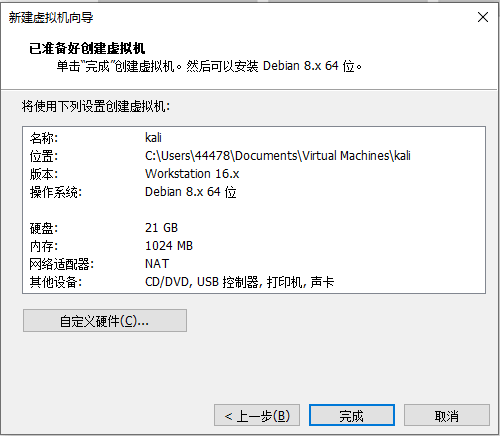 新建虚拟机向导
已准备好创建虚拟机
单击“完成”创建虚拟机。然后可以安装 Debian 8.x 64 位。
将使用下列设置创建虚拟机:
名称: kali
位置: C:\Users\44478\Documents\Virtual Machines\kali
版本: Workstation 16.x
操作系统: Debian 8.x 64 位
硬盘: 21 GB
内存: 1024 MB
网络适配器: NAT
其他设备: CD/DVD, USB 控制器, 打印机, 声卡
自定义硬件(C)...
< 上一步(B) 完成 取消